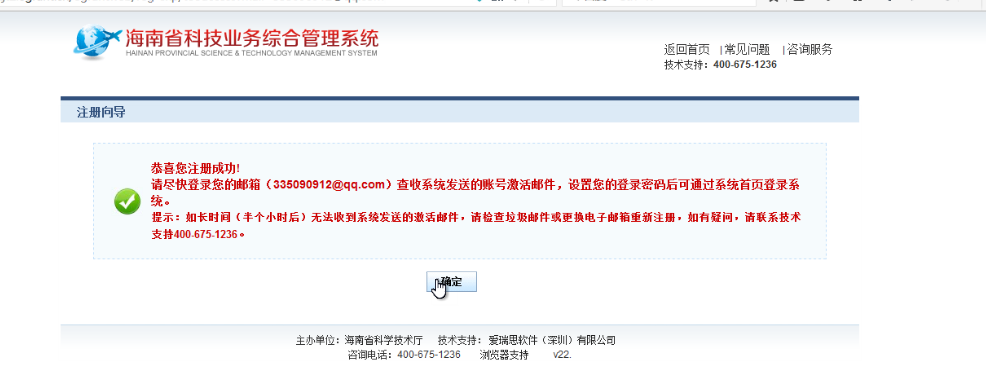 海南省科技业务综合管理系统
HAINAN PROVINCIAL SCIENCE & TECHNOLOGY MANAGEMENT SYSTEM
返回首页 |常见问题 |咨询服务
技术支持：400-675-1236
注册向导
恭喜您注册成功!
请尽快登录您的邮箱（335090912@qq.com）查收系统发送的账号激活邮件，设置您的登录密码后可通过系统首页登录系
统。
提示：如长时间（半个小时后）无法收到系统发送的激活邮件，请检查垃圾邮件或更换电子邮箱重新注册，如有疑问，请联系技术
支持400-675-1236。
确定
主办单位：海南省科学技术厅 技术支持：爱瑞思软件（深圳）有限公司
咨询电话：400-675-1236 浏览器支持 v22.